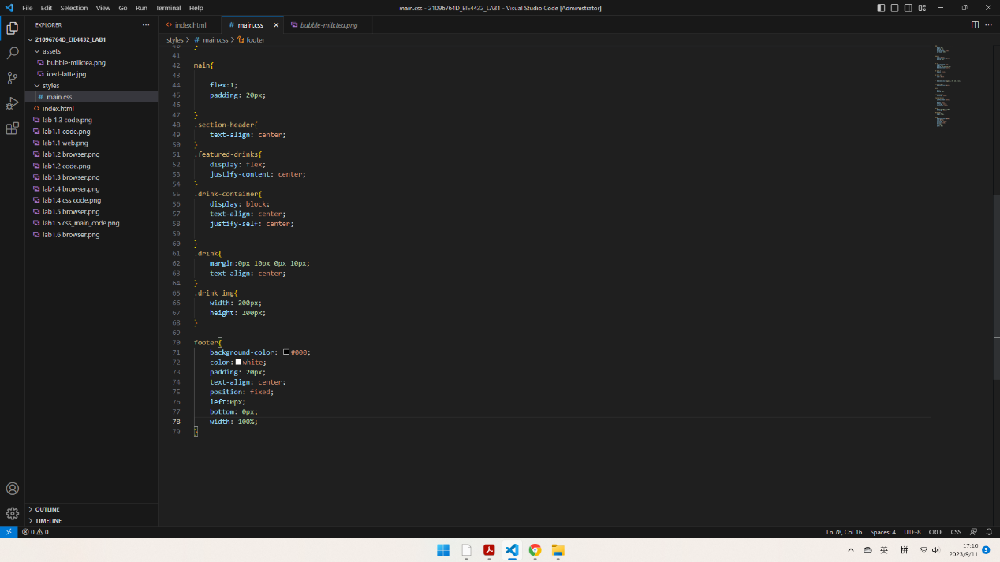 File Edit Selection View Go Run Terminal Help
main.css - 21096764D_EIE4432_LAB1 - Visual Studio Code [Administrator]
EXPLORER
21096764D_EIE4432_LAB1
assets
bubble-milktea.png
iced-latte.jpg
styles
# main.css
index.html
lab 1.3 code.png
lab1.1 code.png
lab1.1 web.png
lab1.2 browser.png
lab1.2 code.png
lab1.3 browser.png
lab1.4 browser.png
lab1.4 css code.png
lab1.5 browser.png
lab1.5 css_main_code.png
lab1.6 browser.png
OUTLINE
TIMELINE
index.html # main.css bubble-milktea.png
styles > # main.css > footer
40 }
41
42 main{
43
44 flex:1;
45 padding: 20px;
46
47 }
48 .section-header{
49 text-align: center;
50 }
51 .featured-drinks{
52 display: flex;
53 justify-content: center;
54 }
55 .drink-container{
56 display: block;
57 text-align: center;
58 justify-self: center;
59
60 }
61 .drink{
62 margin:0px 10px 0px 10px;
63 text-align: center;
64 }
65 .drink img{
66 width: 200px;
67 height: 200px;
68 }
69
70 footer{
71 background-color: #000;
72 color:white;
73 padding: 20px;
74 text-align: center;
75 position: fixed;
76 left:0px;
77 bottom: 0px;
78 width: 100%;
79 }
0 0
Ln 78, Col 16 Spaces: 4 UTF-8 CRLF CSS
英 拼 17:10
2023/9/11 3